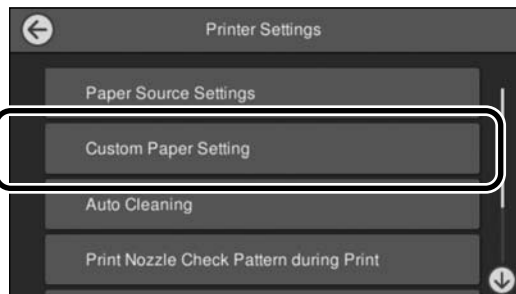 Printer Settings
Paper Source Settings
Custom Paper Setting
Auto Cleaning
Print Nozzle Check Pattern during Print